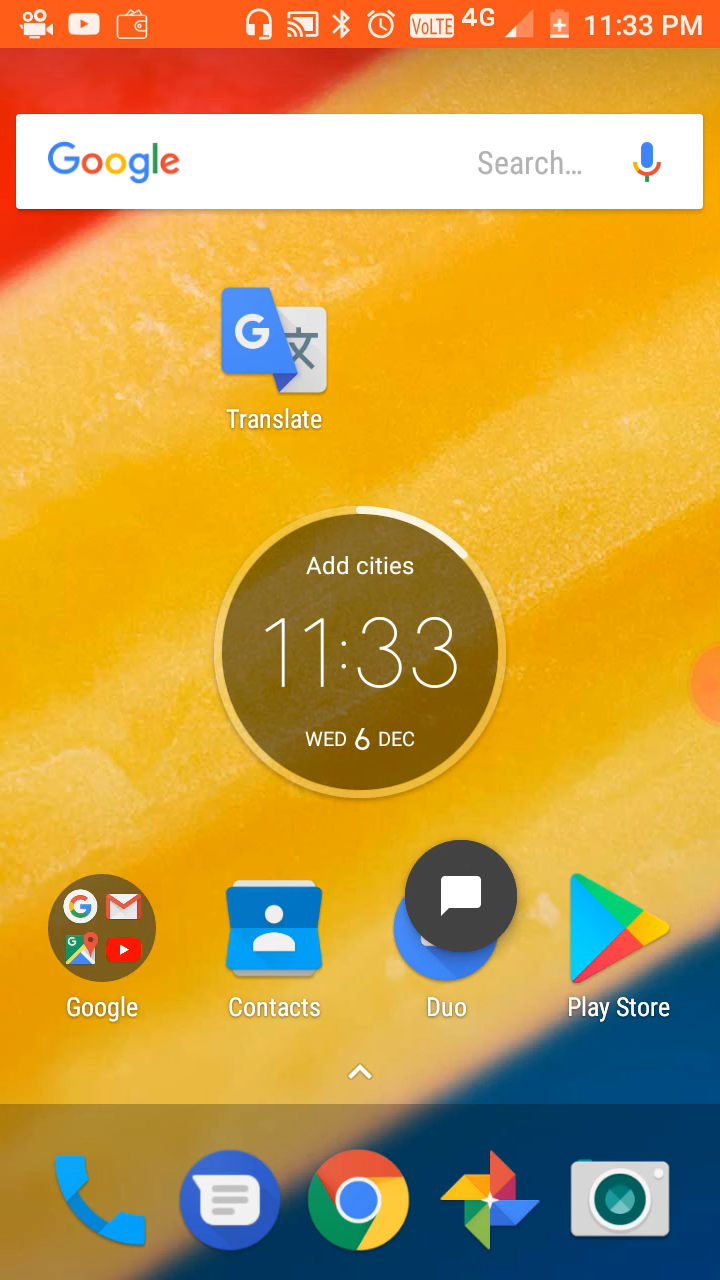 VoLTE 4G 11:33 PM
Google Search...
G 文
Translate
Add cities
11:33
WED 6 DEC
G
G
Google Contacts Duo Play Store